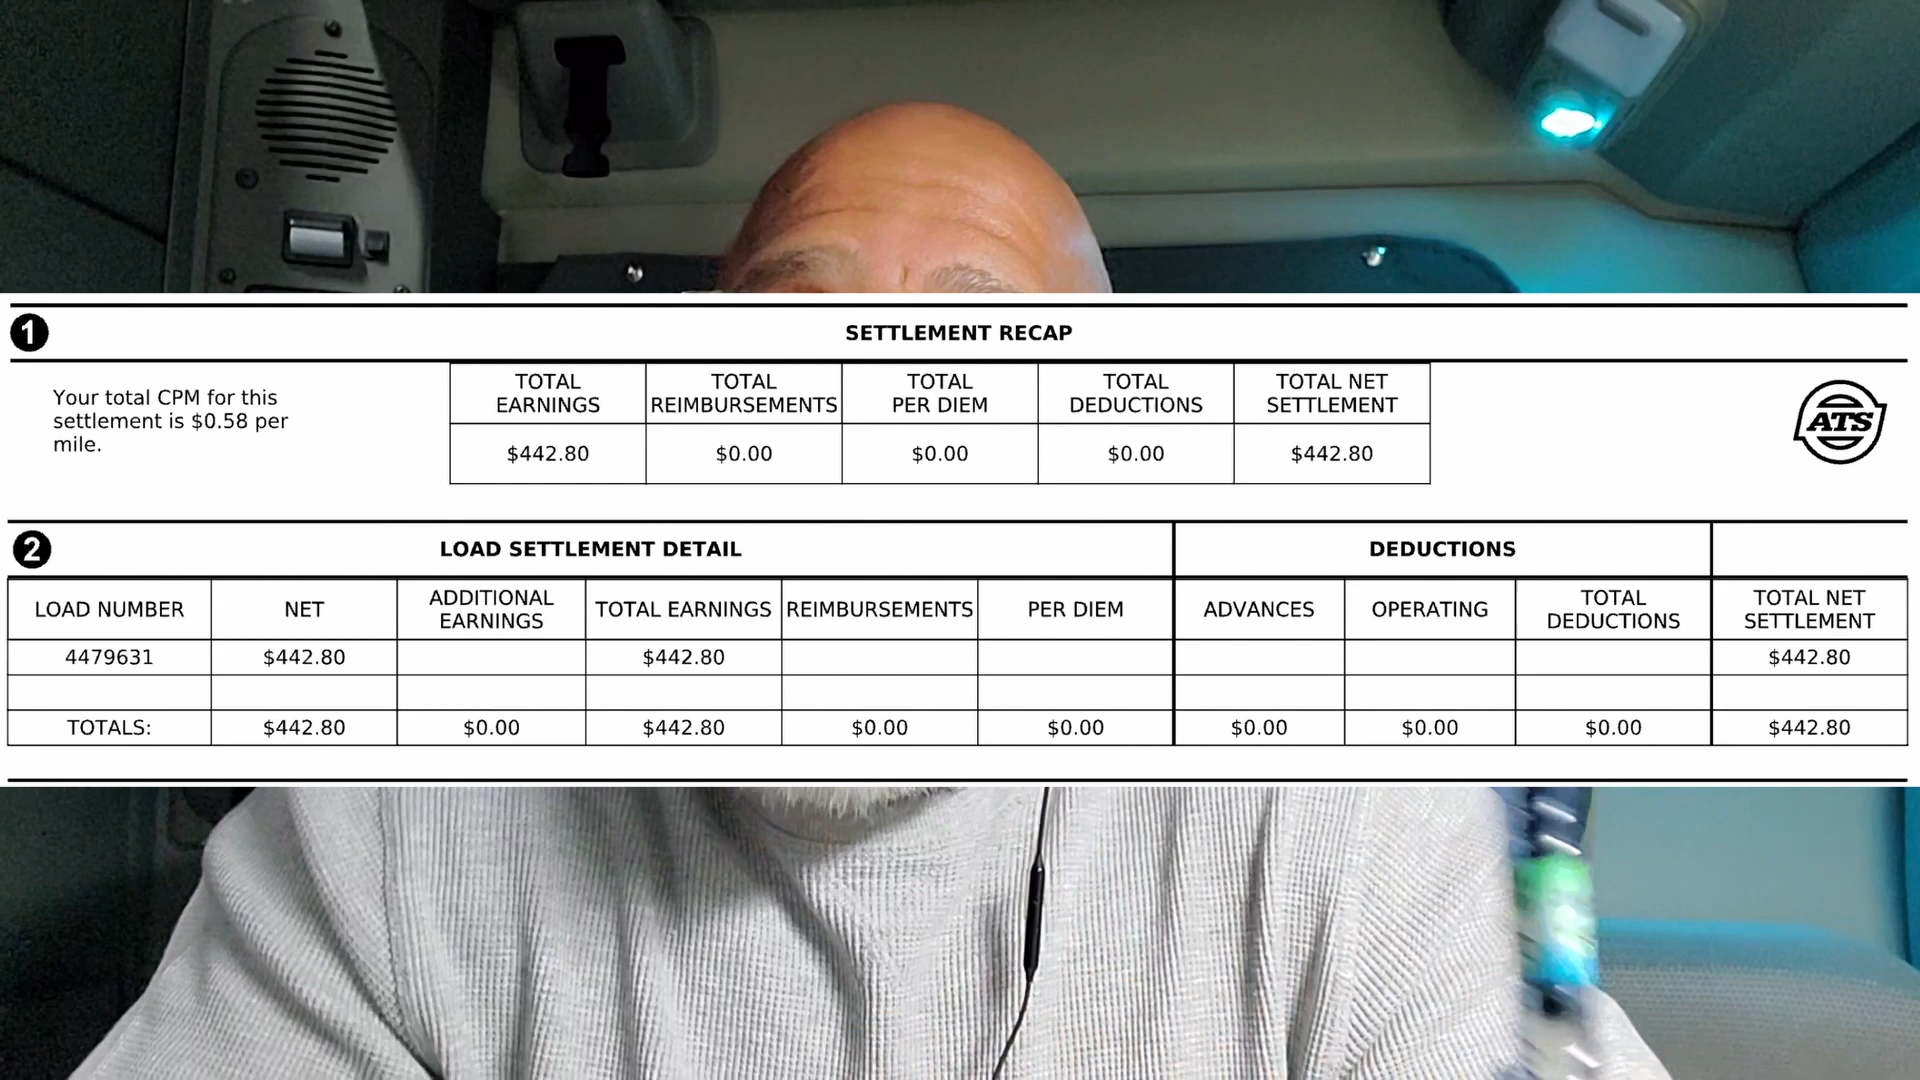 1 SETTLEMENT RECAP
Your total CPM for this
settlement is $0.58 per
mile.
TOTAL EARNINGS TOTAL REIMBURSEMENTS TOTAL PER DIEM TOTAL DEDUCTIONS TOTAL NET SETTLEMENT
$442.80 $0.00 $0.00 $0.00 $442.80
ATS
2 LOAD SETTLEMENT DETAIL DEDUCTIONS
LOAD NUMBER NET ADDITIONAL EARNINGS TOTAL EARNINGS REIMBURSEMENTS PER DIEM ADVANCES OPERATING TOTAL DEDUCTIONS TOTAL NET SETTLEMENT
4479631 $442.80 $442.80 $442.80
TOTALS: $442.80 $0.00 $442.80 $0.00 $0.00 $0.00 $0.00 $0.00 $442.80